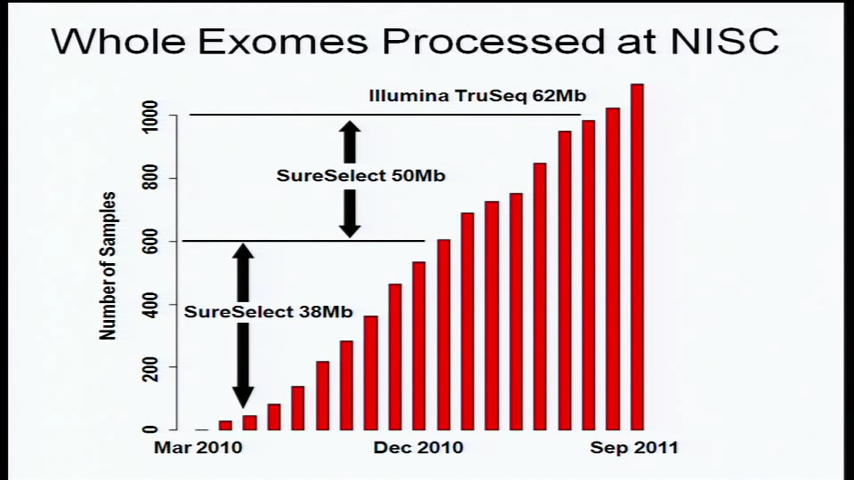 Whole Exomes Processed at NISC
Illumina TruSeq 62Mb
1000
SureSelect 50Mb
800
Number of Samples
600
SureSelect 38Mb
400
200
0
Mar 2010 Dec 2010 Sep 2011